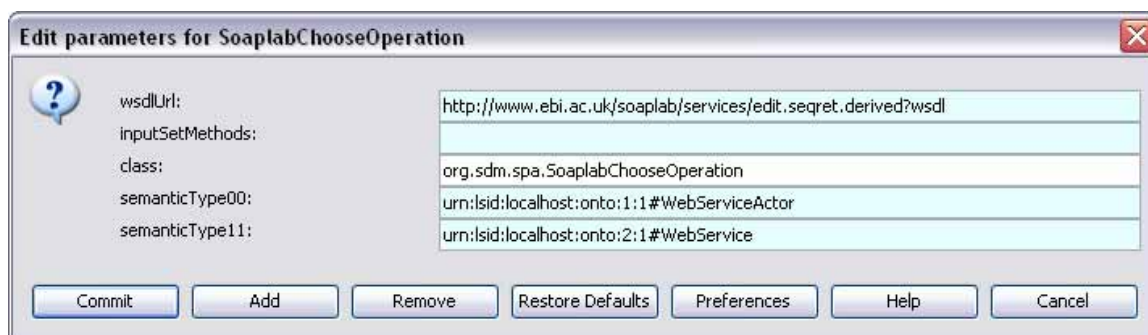 Edit parameters for SoaplabChooseOperation
wsdlUrl: http://www.ebi.ac.uk/soaplab/services/edit.seqret.derived?wsdl
inputSetMethods:
class: org.sdm.spa.SoaplabChooseOperation
semanticType00: urn:lsid:localhost:onto:1:1#WebServiceActor
semanticType11: urn:lsid:localhost:onto:2:1#WebService
Commit Add Remove Restore Defaults Preferences Help Cancel